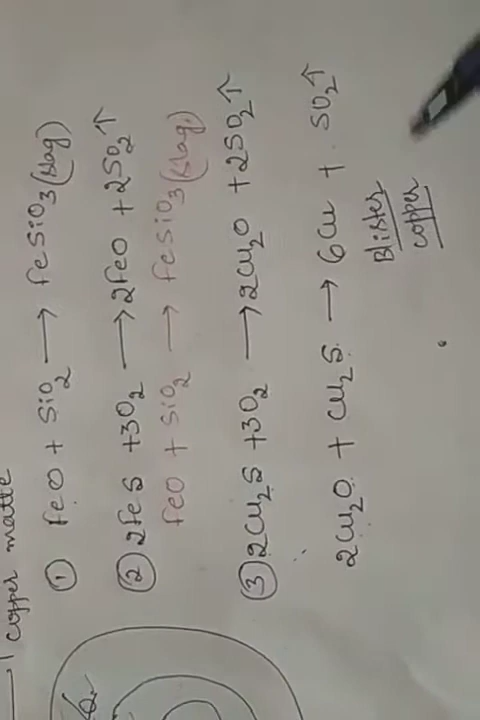 copper matte
① FeO + SiO₂ ⟶ FeSiO₃ (slag)
② 2FeS + 3O₂ ⟶ 2FeO + 2SO₂↑
FeO + SiO₂ ⟶ FeSiO₃ (slag)
③ 2Cu₂S + 3O₂ ⟶ 2Cu₂O + 2SO₂↑
2Cu₂O + Cu₂S ⟶ 6Cu + SO₂↑
Blister
copper